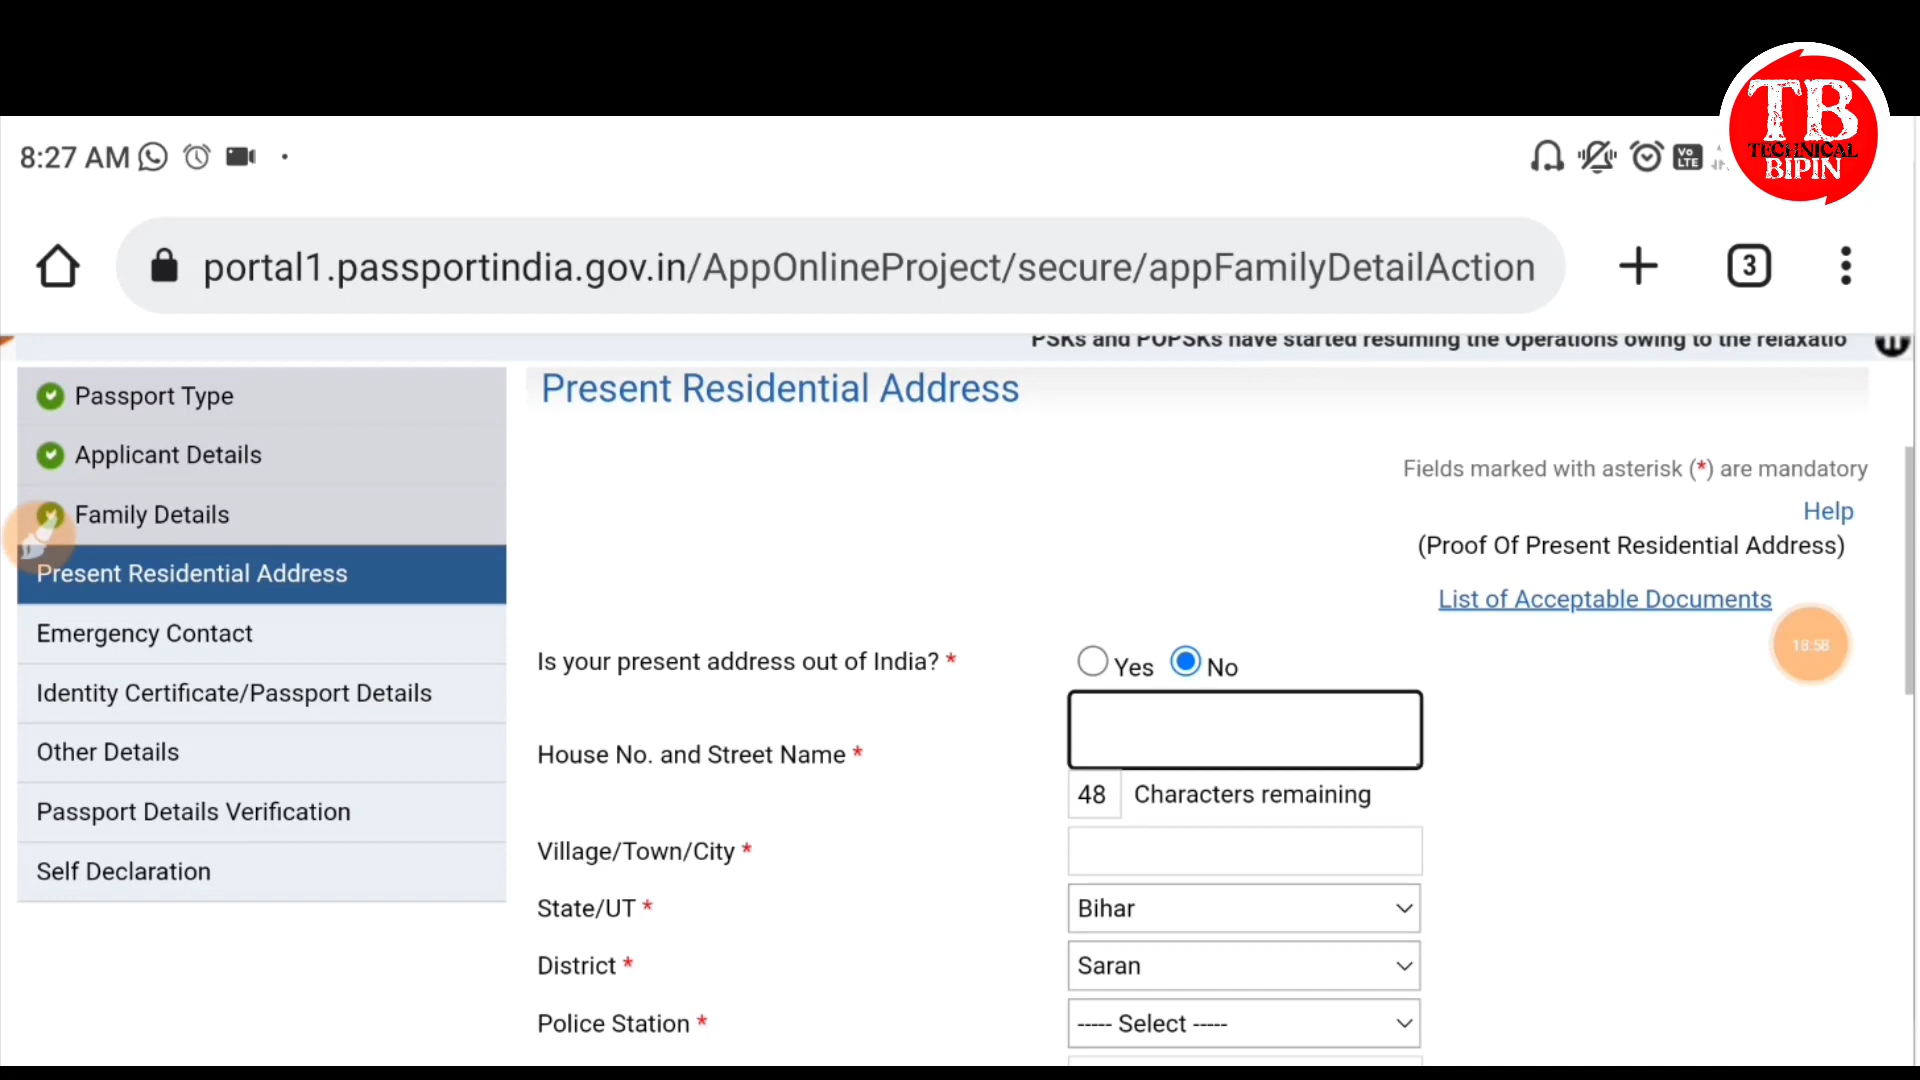 TB
TECHNICAL
BIPIN
8:27 AM
Vo
LTE
portal1.passportindia.gov.in/AppOnlineProject/secure/appFamilyDetailAction
3
PSKs and POPSKs have started resuming the Operations owing to the relaxatio
Passport Type
Applicant Details
Family Details
Present Residential Address
Emergency Contact
Identity Certificate/Passport Details
Other Details
Passport Details Verification
Self Declaration
Present Residential Address
Fields marked with asterisk (*) are mandatory
Help
(Proof Of Present Residential Address)
List of Acceptable Documents
18:58
Is your present address out of India? * Yes No
House No. and Street Name *
48 Characters remaining
Village/Town/City *
State/UT * Bihar
District * Saran
Police Station * ----- Select -----